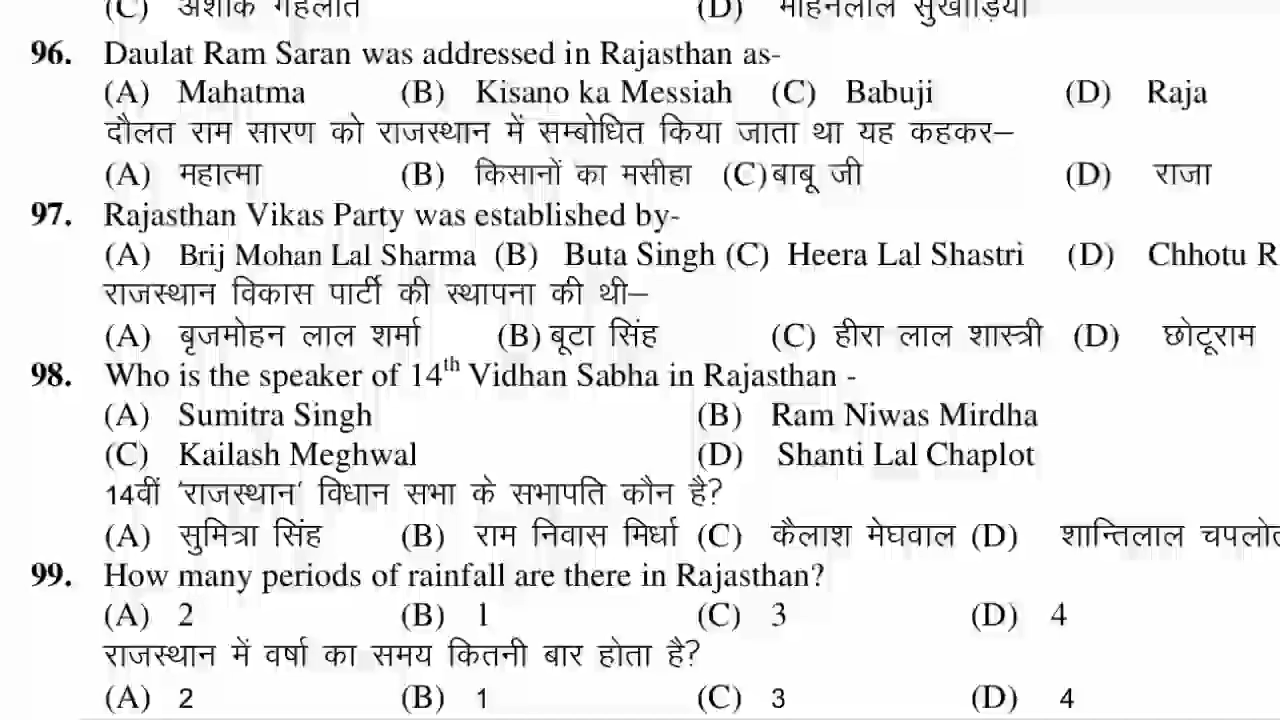 (C) अशोक गहलोत (D) मोहनलाल सुखाड़िया
96. Daulat Ram Saran was addressed in Rajasthan as-
(A) Mahatma (B) Kisano ka Messiah (C) Babuji (D) Raja
दौलत राम सारण को राजस्थान में सम्बोधित किया जाता था यह कहकर–
(A) महात्मा (B) किसानों का मसीहा (C) बाबू जी (D) राजा
97. Rajasthan Vikas Party was established by-
(A) Brij Mohan Lal Sharma (B) Buta Singh (C) Heera Lal Shastri (D) Chhotu R
राजस्थान विकास पार्टी की स्थापना की थी–
(A) बृजमोहन लाल शर्मा (B) बूटा सिंह (C) हीरा लाल शास्त्री (D) छोटूराम
98. Who is the speaker of 14th Vidhan Sabha in Rajasthan -
(A) Sumitra Singh (B) Ram Niwas Mirdha
(C) Kailash Meghwal (D) Shanti Lal Chaplot
14वीं 'राजस्थान' विधान सभा के सभापति कौन है?
(A) सुमित्रा सिंह (B) राम निवास मिर्धा (C) कैलाश मेघवाल (D) शान्तिलाल चपलोत
99. How many periods of rainfall are there in Rajasthan?
(A) 2 (B) 1 (C) 3 (D) 4
राजस्थान में वर्षा का समय कितनी बार होता है?
(A) 2 (B) 1 (C) 3 (D) 4